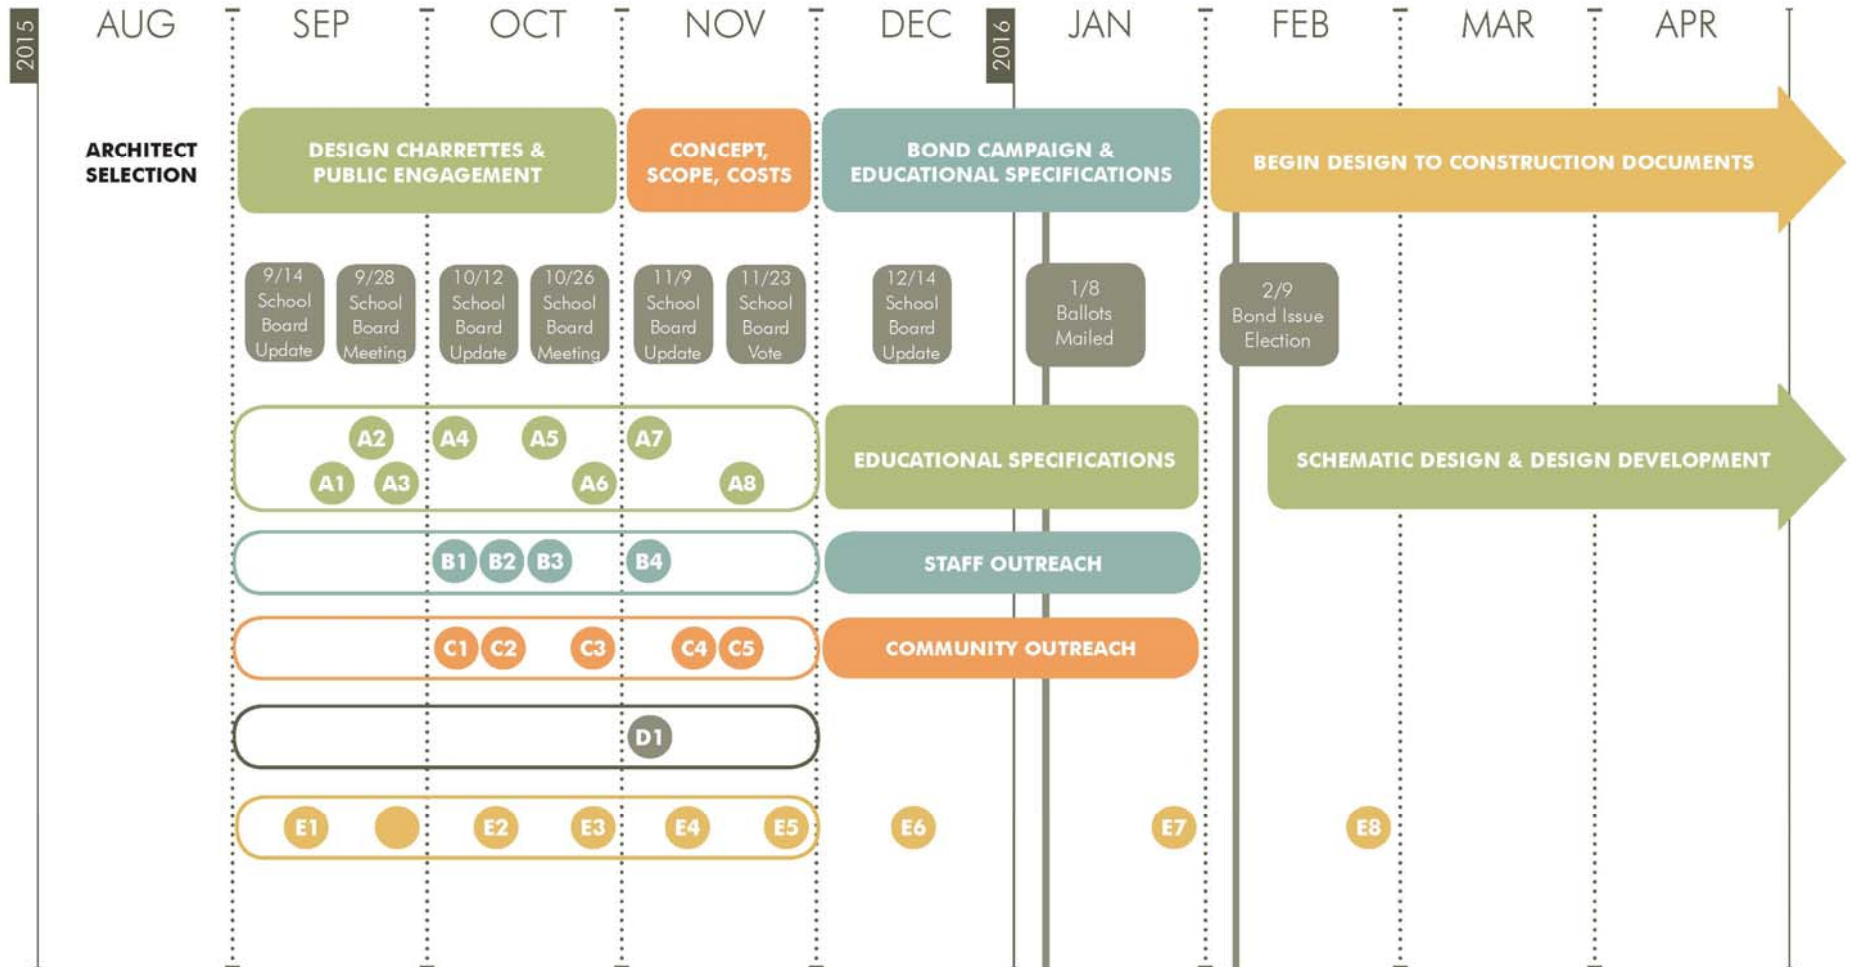 2015
AUG
SEP
OCT
NOV
DEC
2016
JAN
FEB
MAR
APR
ARCHITECT
SELECTION
DESIGN CHARRETTES &
PUBLIC ENGAGEMENT
CONCEPT,
SCOPE, COSTS
BOND CAMPAIGN &
EDUCATIONAL SPECIFICATIONS
BEGIN DESIGN TO CONSTRUCTION DOCUMENTS
9/14
School
Board
Update
9/28
School
Board
Meeting
10/12
School
Board
Update
10/26
School
Board
Meeting
11/9
School
Board
Update
11/23
School
Board
Vote
12/14
School
Board
Update
1/8
Ballots
Mailed
2/9
Bond Issue
Election
A1
A2
A3
A4
A5
A6
A7
A8
EDUCATIONAL SPECIFICATIONS
SCHEMATIC DESIGN & DESIGN DEVELOPMENT
B1
B2
B3
B4
STAFF OUTREACH
C1
C2
C3
C4
C5
COMMUNITY OUTREACH
D1
E1
E2
E3
E4
E5
E6
E7
E8